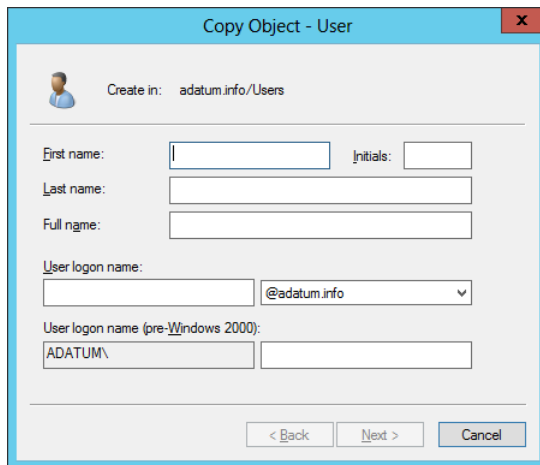 Copy Object - User
x
Create in: adatum.info/Users
First name: Initials:
Last name:
Full name:
User logon name:
@adatum.info
User logon name (pre-Windows 2000):
ADATUM\
< Back Next > Cancel